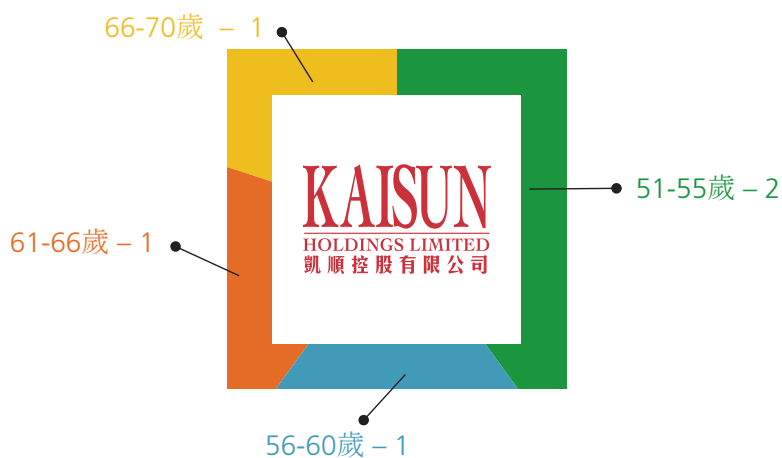 66-70歲 – 1
51-55歲 – 2
61-66歲 – 1
KAISUN
HOLDINGS LIMITED
凱順控股有限公司
56-60歲 – 1